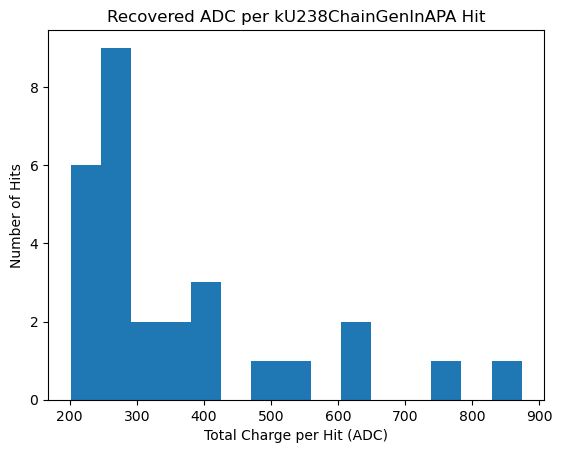 Recovered ADC per kU238ChainGenInAPA Hit
Number of Hits
8
6
4
2
0
200 300 400 500 600 700 800 900
Total Charge per Hit (ADC)